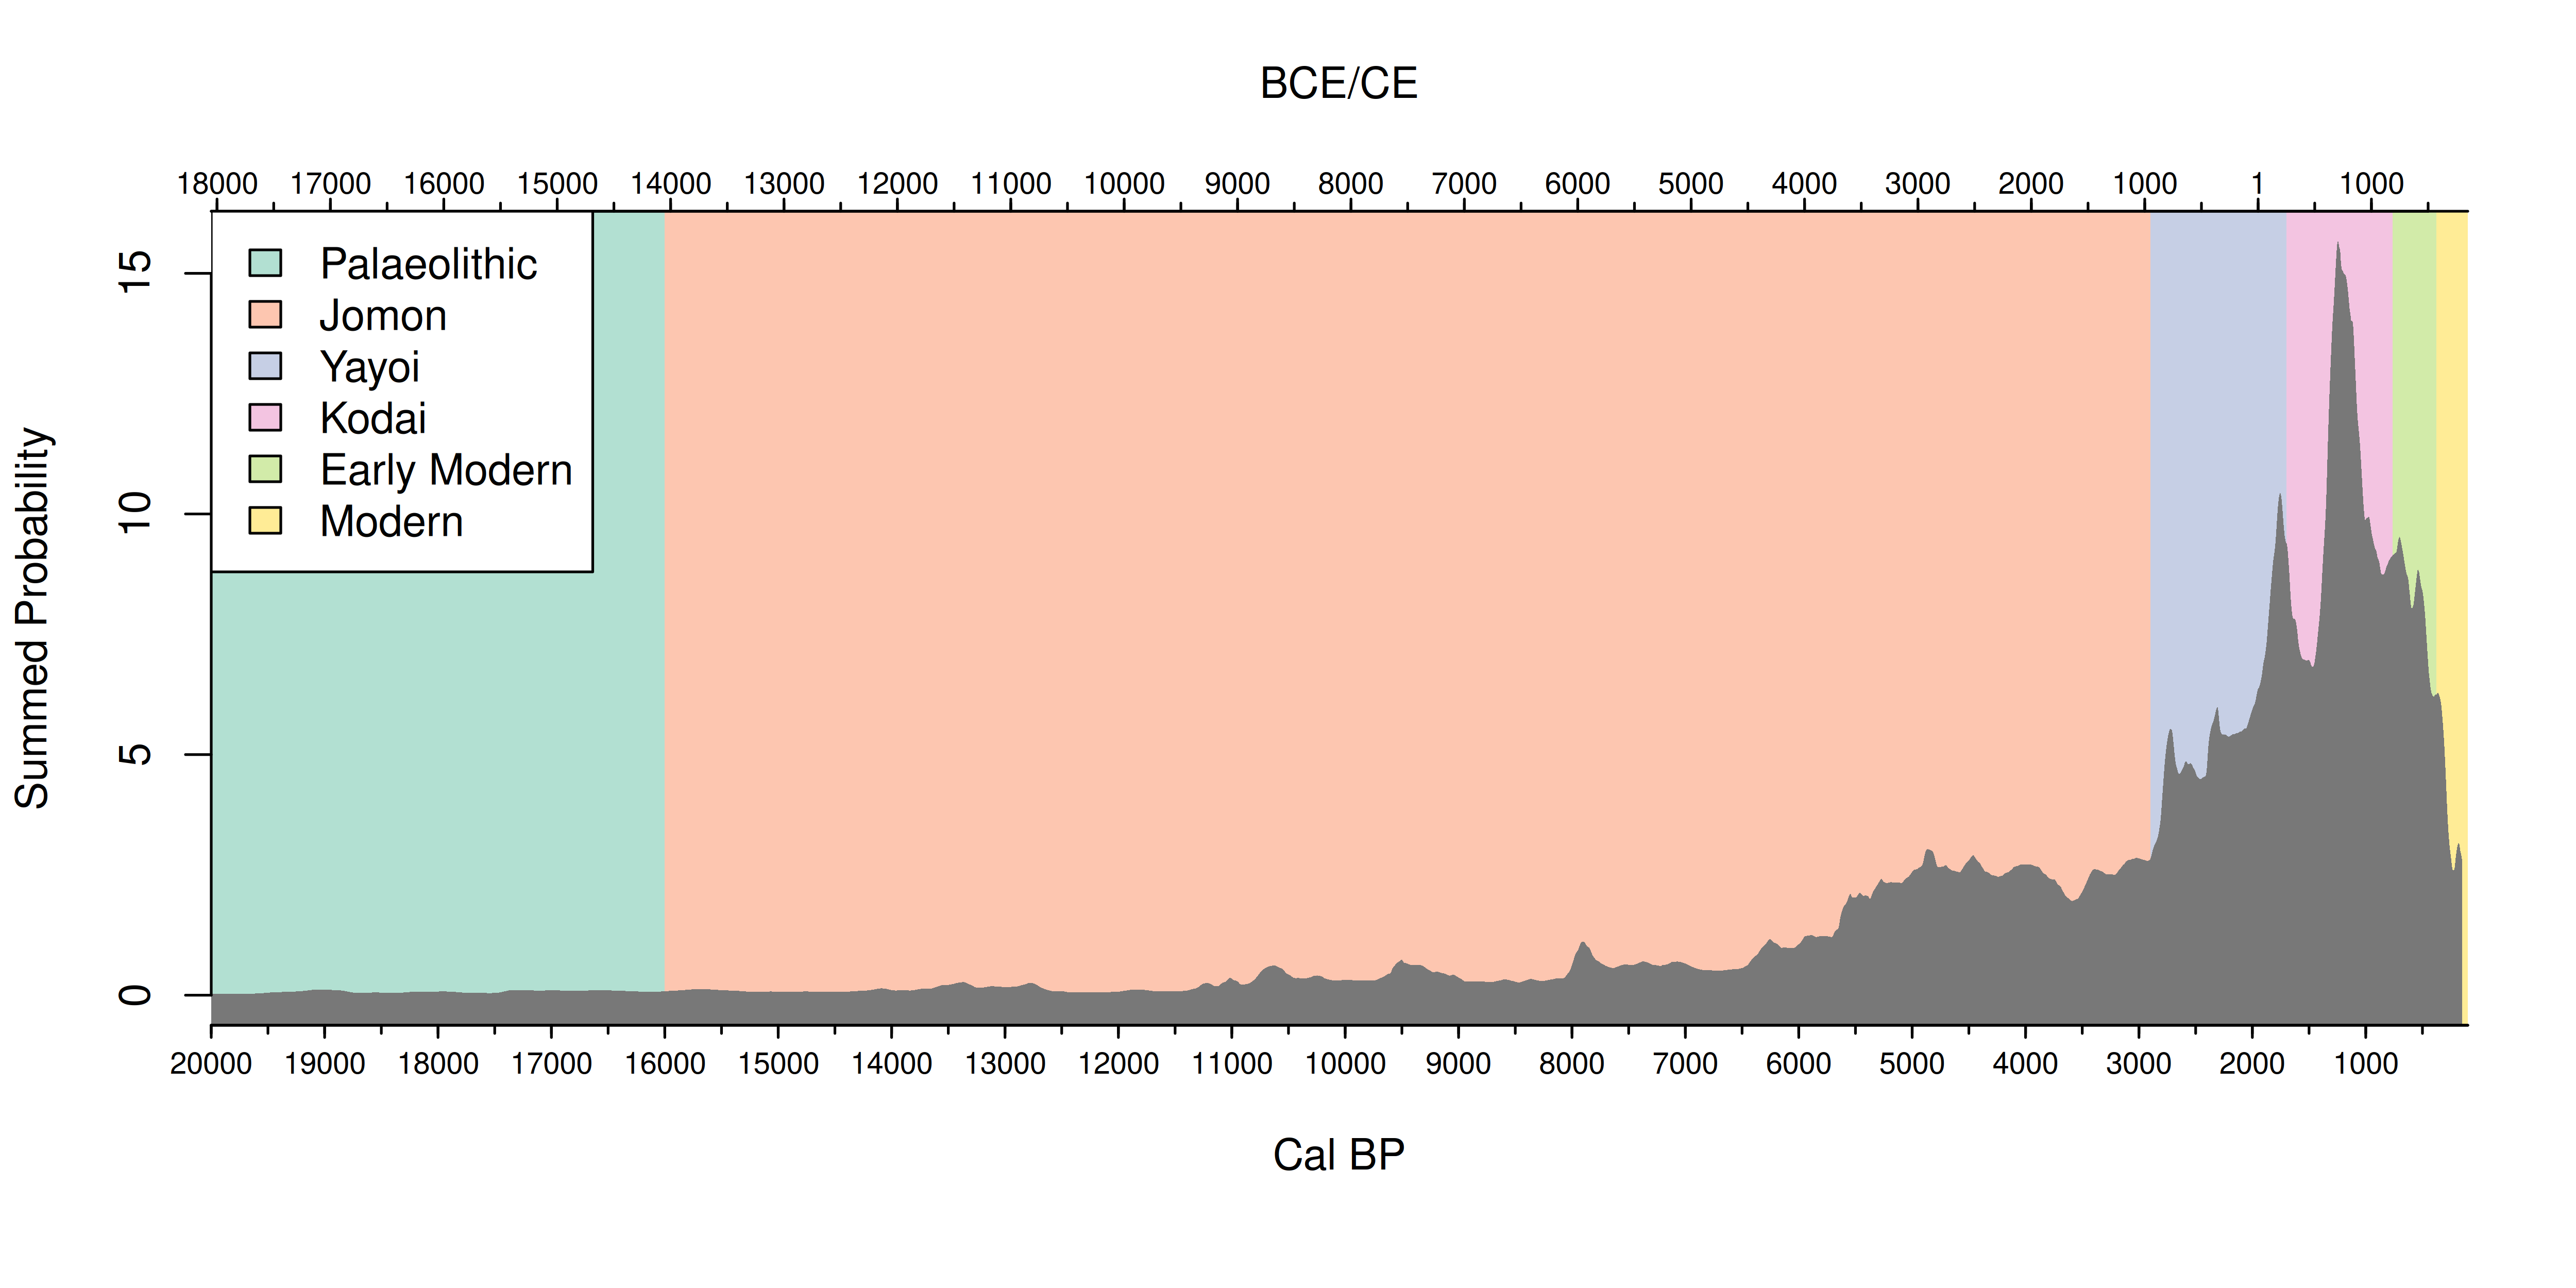 BCE/CE
18000 17000 16000 15000 14000 13000 12000 11000 10000 9000 8000 7000 6000 5000 4000 3000 2000 1000 1 1000
Palaeolithic
Jomon
Yayoi
Kodai
Early Modern
Modern
Summed Probability
15
10
5
0
20000 19000 18000 17000 16000 15000 14000 13000 12000 11000 10000 9000 8000 7000 6000 5000 4000 3000 2000 1000
Cal BP